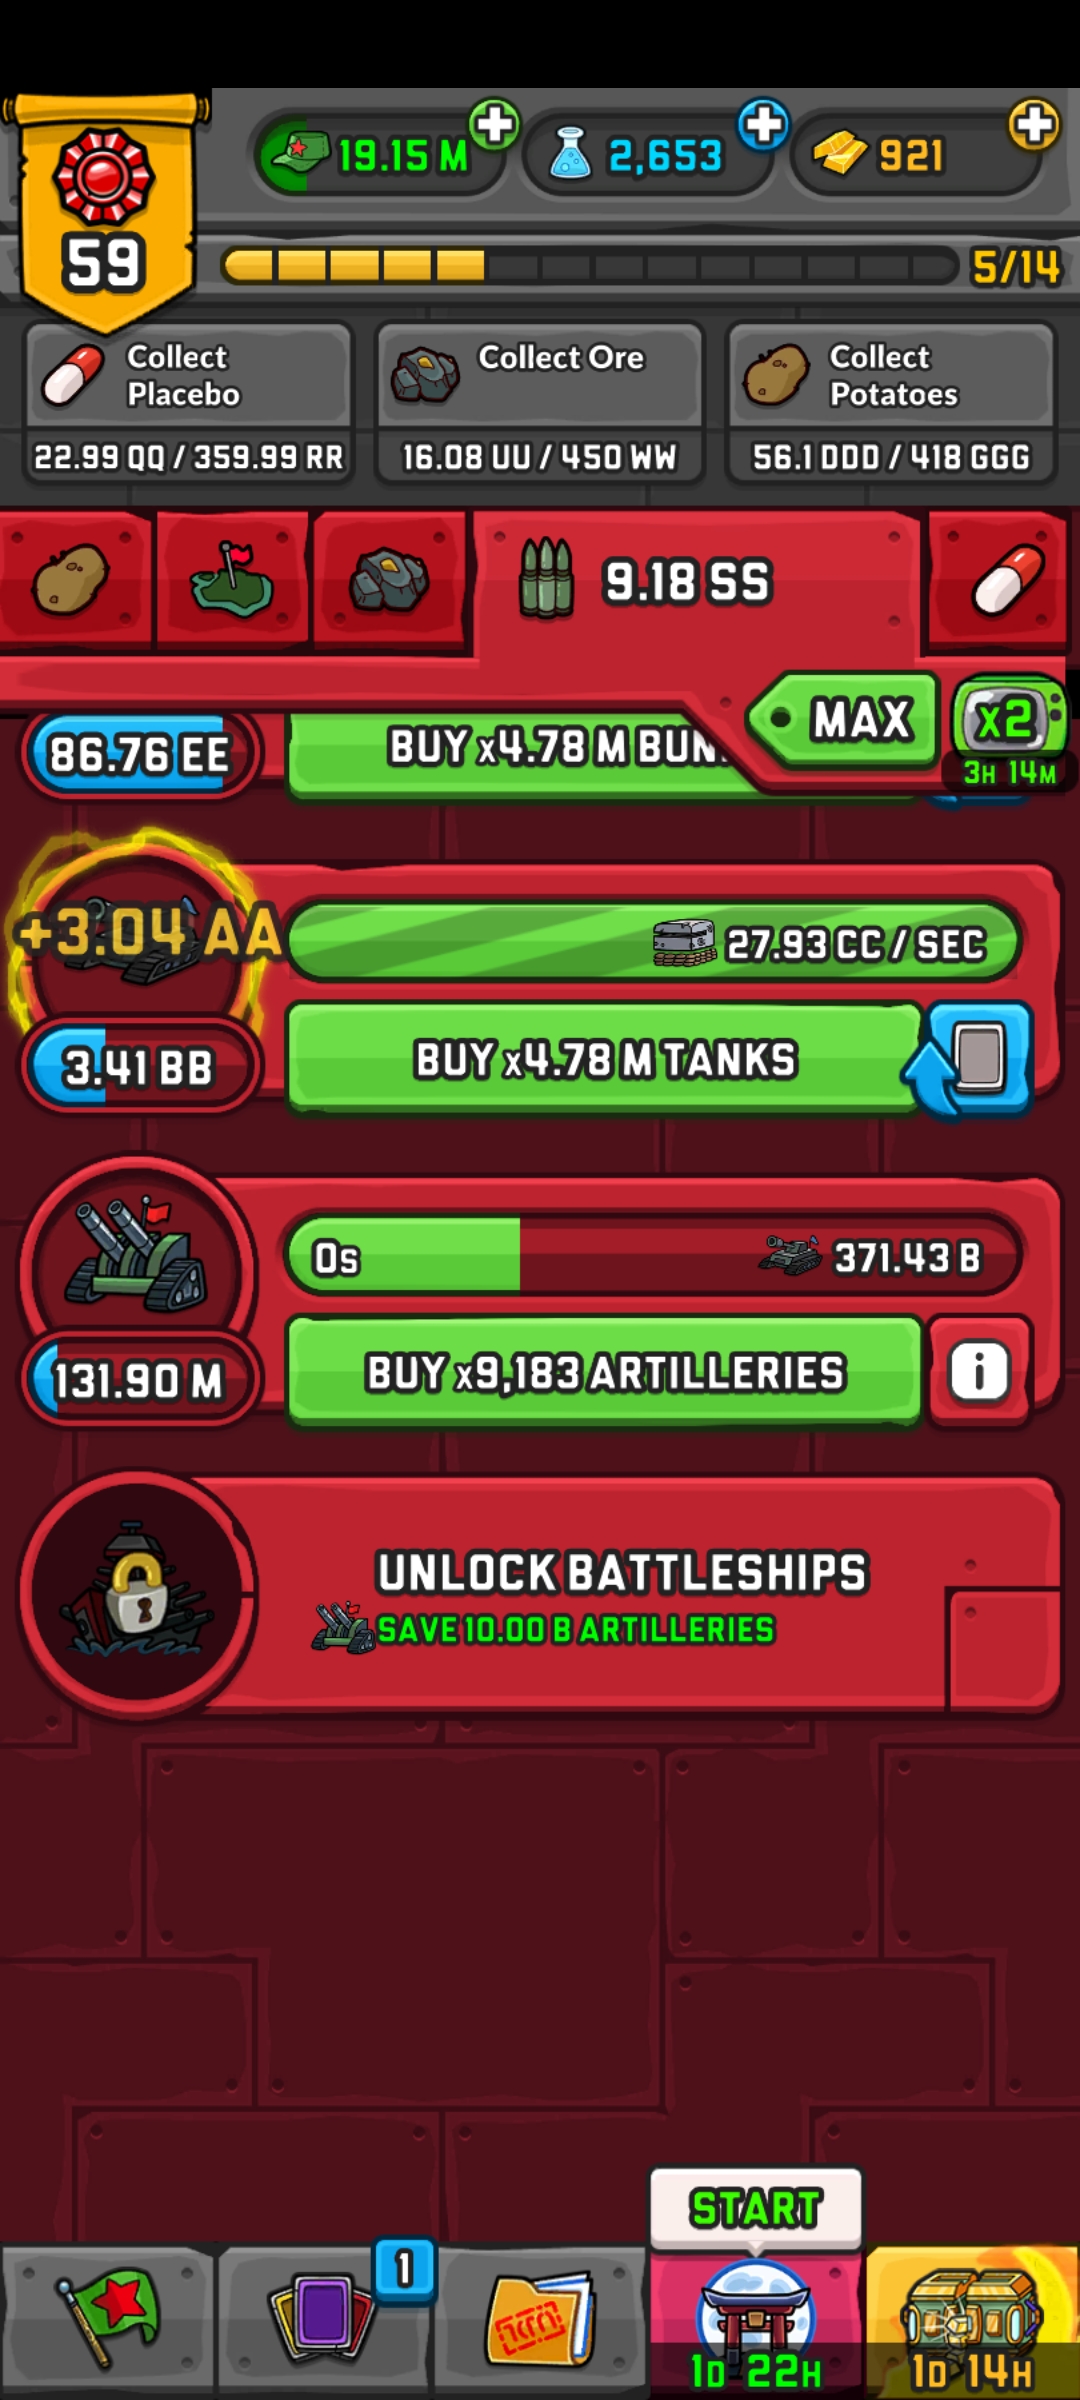 59
19.15 M
2,653
921
5/14
Collect
Placebo
22.99 QQ / 359.99 RR
Collect Ore
16.08 UU / 450 WW
Collect
Potatoes
56.1 DDD / 418 GGG
9.18 SS
MAX
x2
3H 14M
86.76 EE
BUY x4.78 M BUN
+3.04 AA
27.93 CC / SEC
3.41 BB
BUY x4.78 M TANKS
0s
371.43 B
131.90 M
BUY x9,183 ARTILLERIES
i
UNLOCK BATTLESHIPS
SAVE 10.00 B ARTILLERIES
START
1
1D 22H
1D 14H